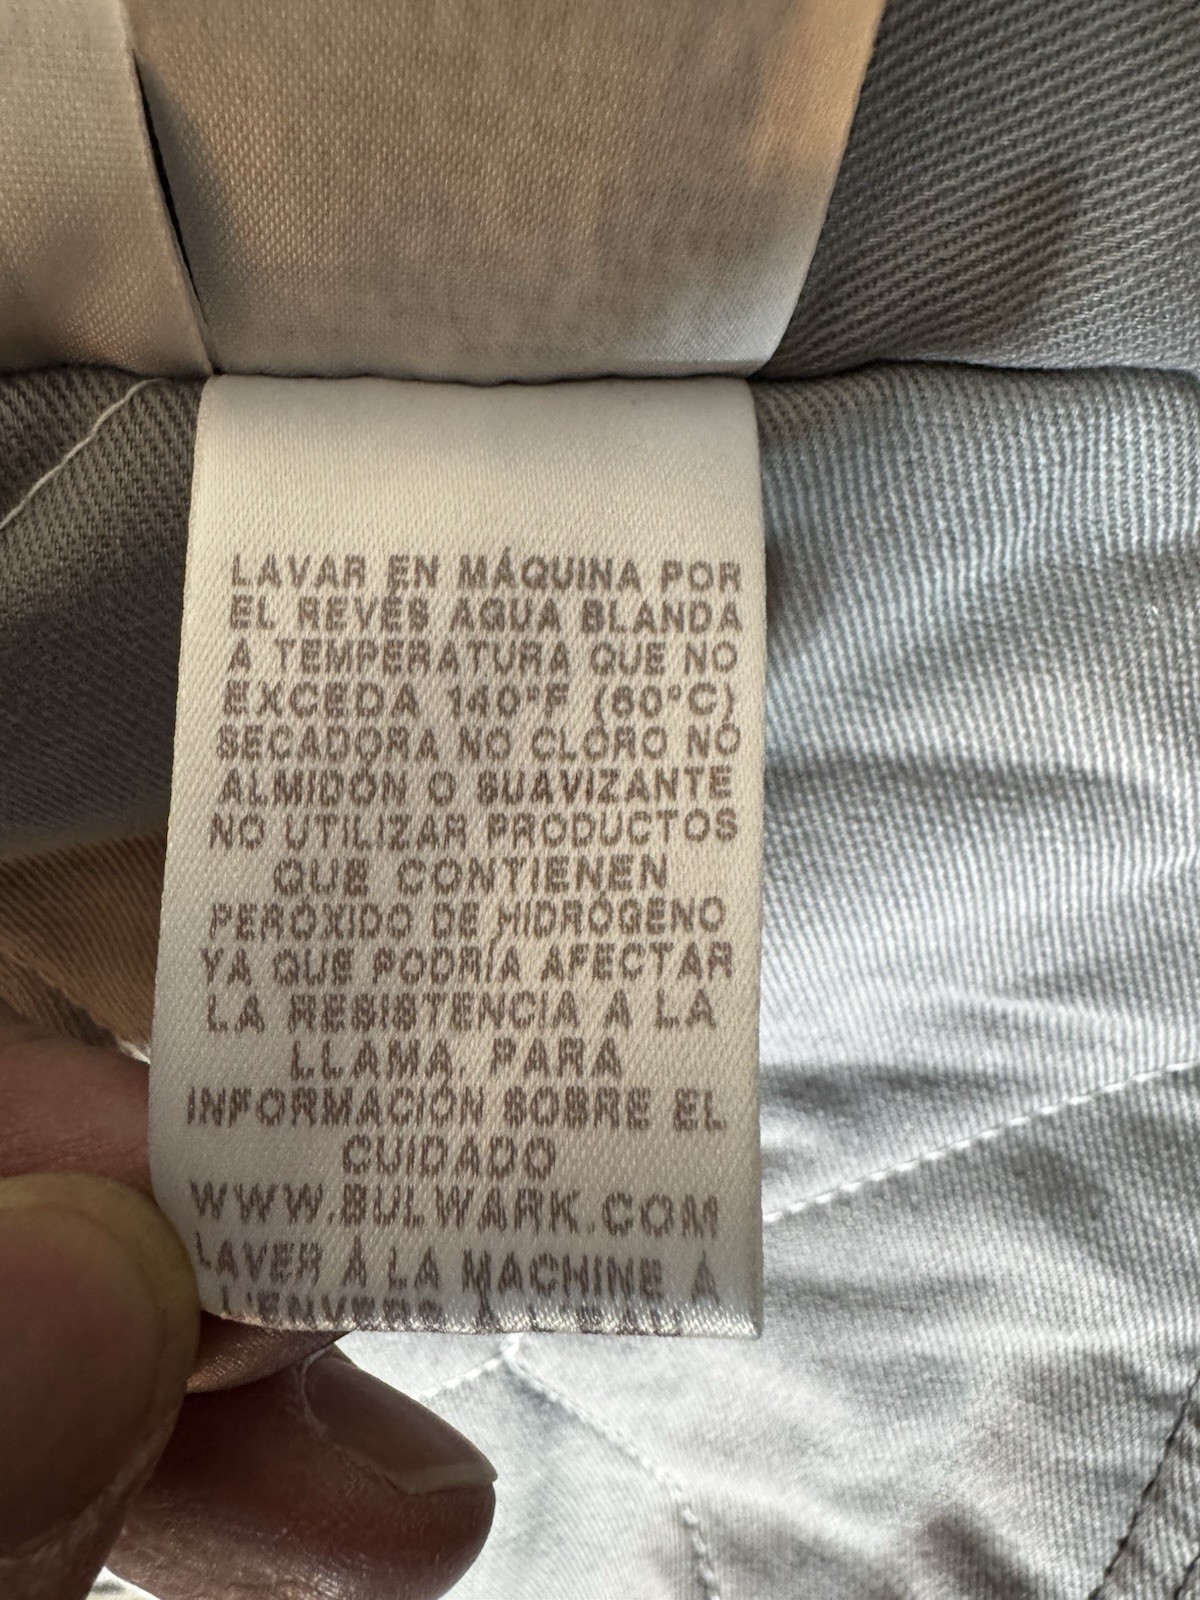 LAVAR EN MÁQUINA POR
EL REVÉS AGUA BLANDA
A TEMPERATURA QUE NO
EXCEDA 140°F (60°C)
SECADORA NO CLORO NO
ALMIDÓN O SUAVIZANTE
NO UTILIZAR PRODUCTOS
QUE CONTIENEN
PERÓXIDO DE HIDRÓGENO
YA QUE PODRÍA AFECTAR
LA RESISTENCIA A LA
LLAMA. PARA
INFORMACIÓN SOBRE EL
CUIDADO
WWW.BULWARK.COM
LAVER À LA MACHINE À
L'ENVERS